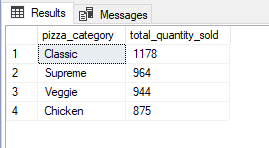 Results Messages
pizza_category total_quantity_sold
1 Classic 1178
2 Supreme 964
3 Veggie 944
4 Chicken 875